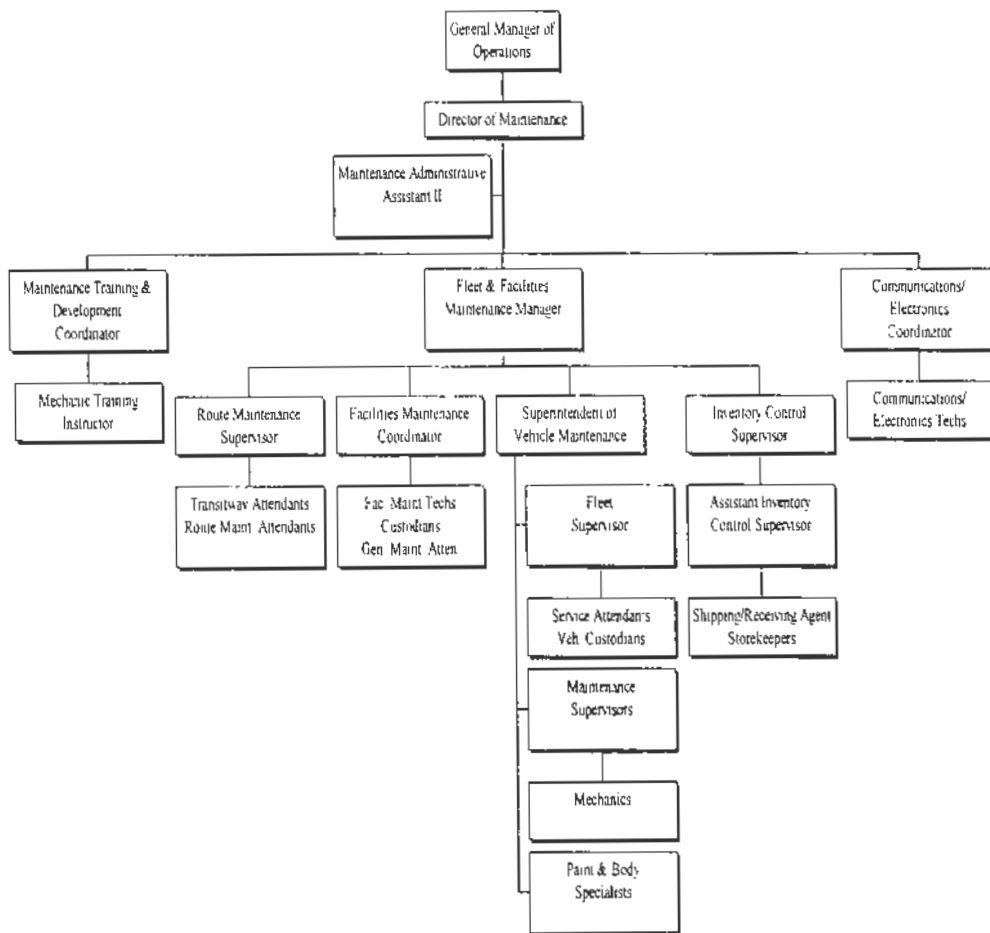 General Manager of
Operations
Director of Maintenance
Maintenance Administrative
Assistant II
Maintenance Training &
Development
Coordinator
Fleet & Facilities
Maintenance Manager
Communications/
Electronics
Coordinator
Mechanic Training
Instructor
Route Maintenance
Supervisor
Facilities Maintenance
Coordinator
Superintendent of
Vehicle Maintenance
Inventory Control
Supervisor
Communications/
Electronics Techs
Transitway Attendants
Route Maint. Attendants
Fac. Maint Techs
Custodians
Gen. Maint. Atten.
Fleet
Supervisor
Assistant Inventory
Control Supervisor
Service Attendants
Veh. Custodians
Shipping/Receiving Agent
Storekeepers
Maintenance
Supervisors
Mechanics
Paint & Body
Specialists